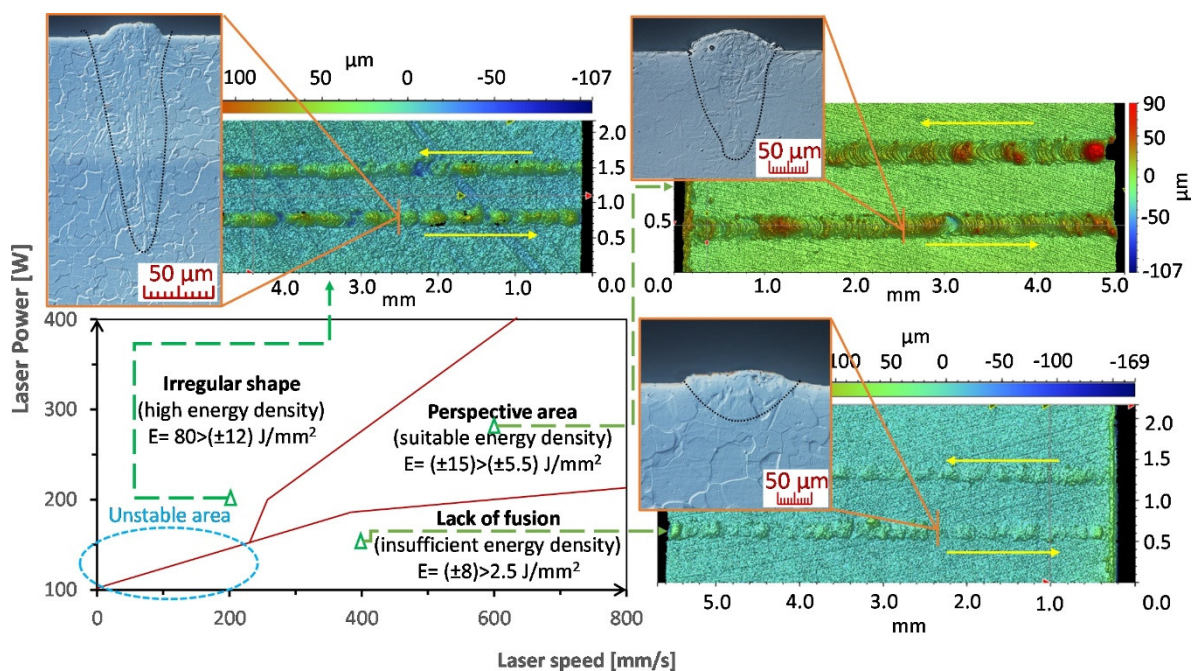 50 µm
µm
100 50 0 -50 -107
2.0
1.5
1.0
0.5
0.0
4.0 3.0 2.0 1.0
mm
50 µm
0.5
90
50
0
-50
-107
µm
0.0 1.0 2.0 3.0 4.0 5.0
mm
Laser Power [W]
400
300
200
100
Irregular shape
(high energy density)
E= 80>(±12) J/mm²
Perspective area
(suitable energy density)
E= (±15)>(±5.5) J/mm²
Unstable area
Lack of fusion
(insufficient energy density)
E= (±8)>2.5 J/mm²
0 200 400 600 800
Laser speed [mm/s]
50 µm
µm
100 50 0 -50 -100 -169
2.0
1.5
1.0
0.5
0.0
5.0 4.0 3.0 2.0 1.0
mm